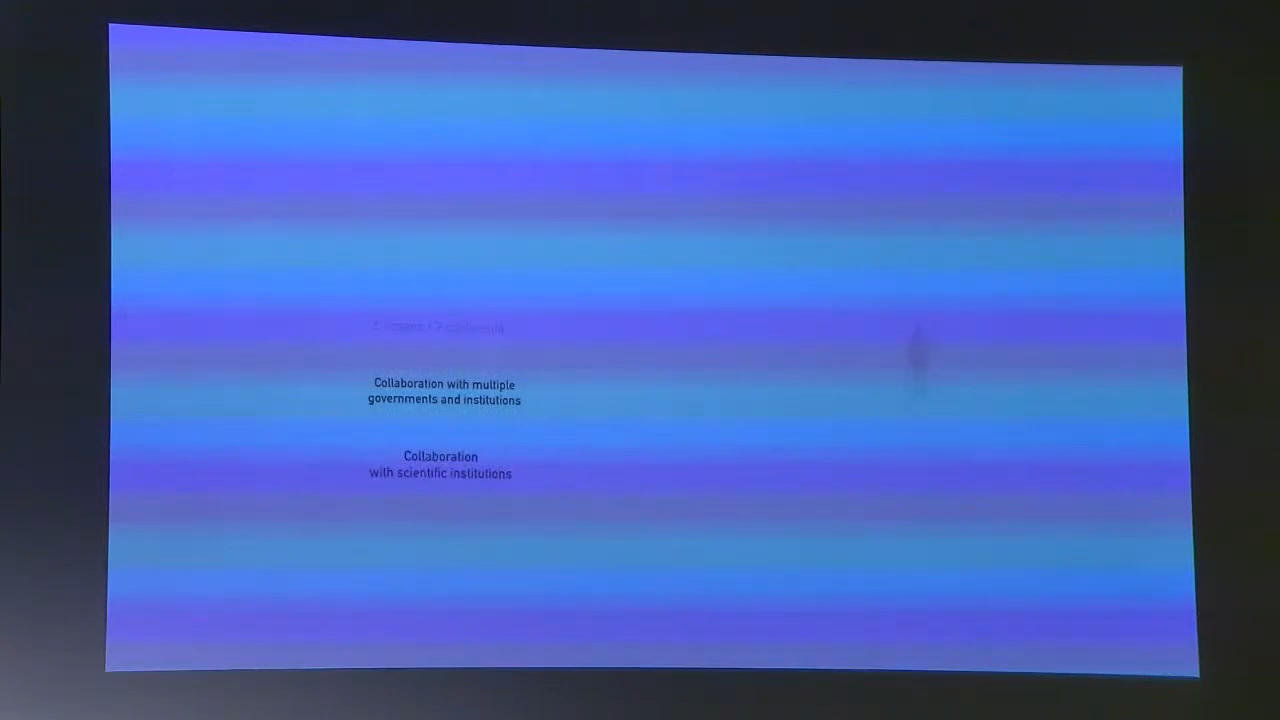 Collaboration with multiple
governments and institutions
Collaboration
with scientific institutions